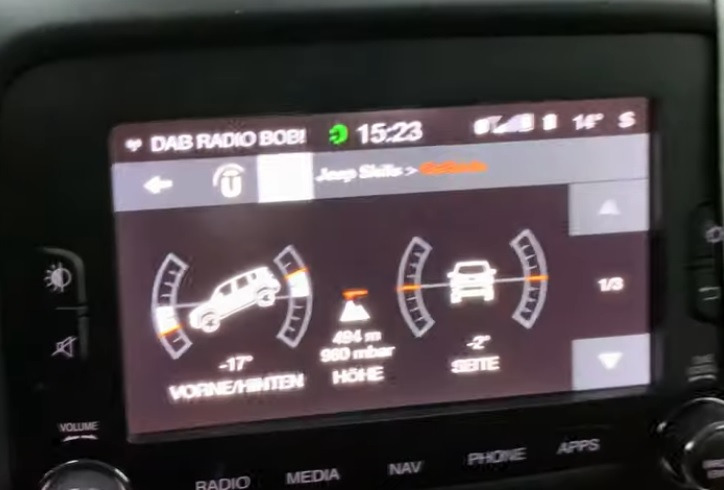 DAB RADIO BOB! 15:23 14° S
Jeep Skills >
1/3
494 m
960 mbar
HÖHE
-17°
VORNE/HINTEN
-2°
SEITE
VOLUME
RADIO MEDIA NAV PHONE APPS